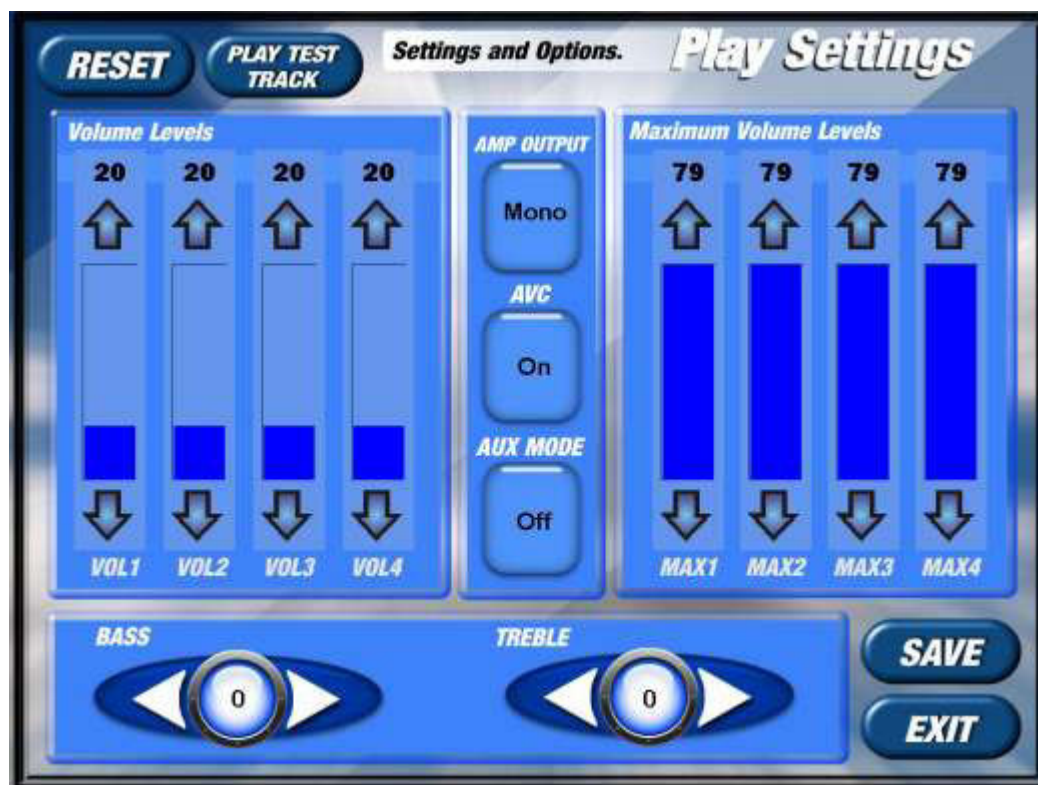 RESET
PLAY TEST
TRACK
Settings and Options.
Play Settings
Volume Levels
20 20 20 20
VOL1 VOL2 VOL3 VOL4
AMP OUTPUT
Mono
AVC
On
AUX MODE
Off
Maximum Volume Levels
79 79 79 79
MAX1 MAX2 MAX3 MAX4
BASS
0
TREBLE
0
SAVE
EXIT